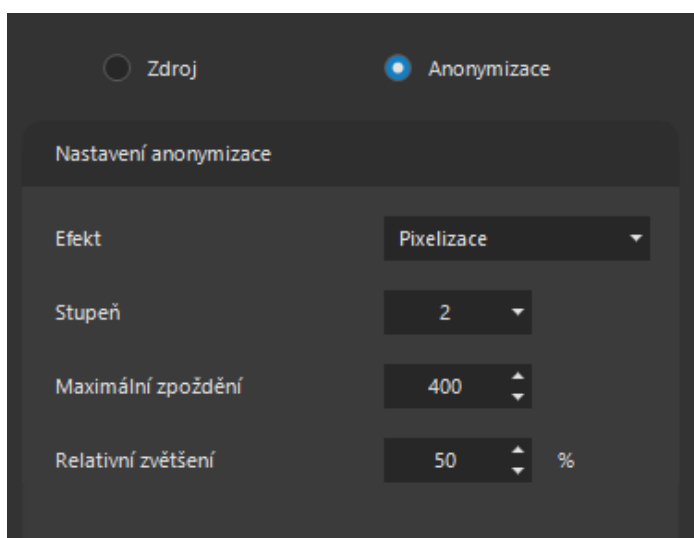 Zdroj Anonymizace
Nastavení anonymizace
Efekt Pixelizace
Stupeň 2
Maximální zpoždění 400
Relativní zvětšení 50 %